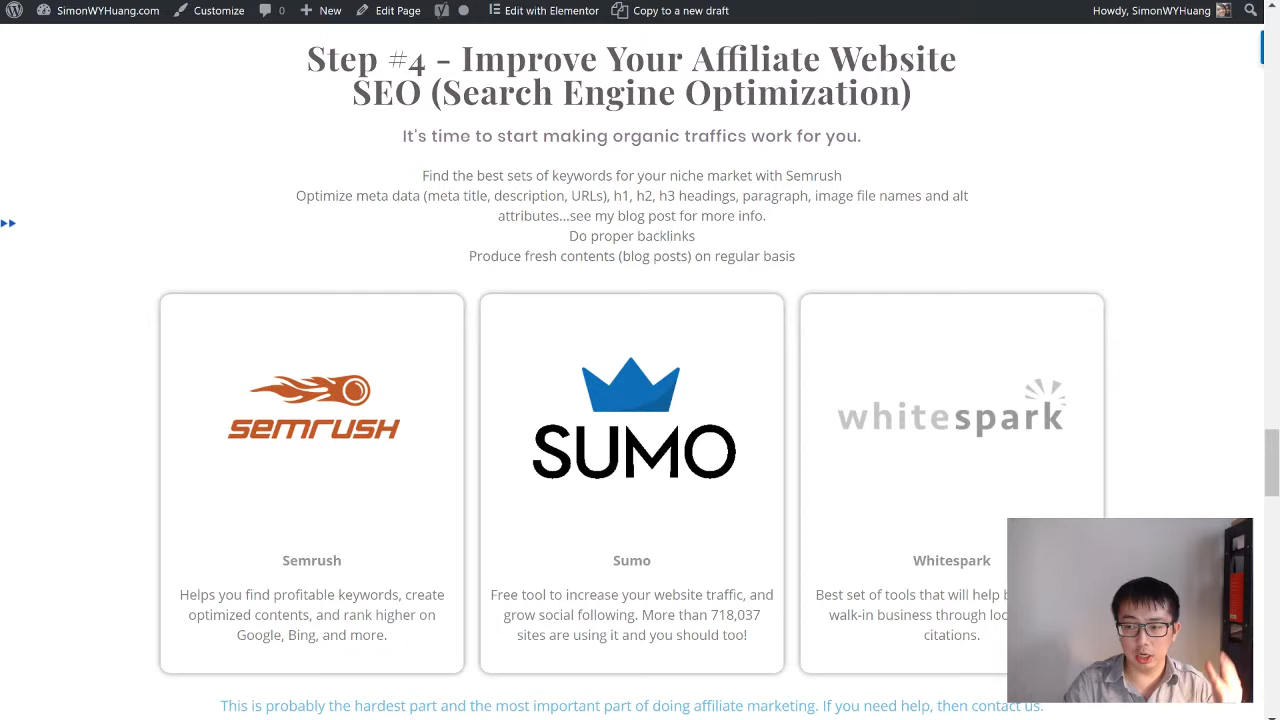 SimonWYHuang.com Customize 0 New Edit Page Edit with Elementor Copy to a new draft Howdy, SimonWYHuang
Step #4 - Improve Your Affiliate Website
SEO (Search Engine Optimization)
It's time to start making organic traffics work for you.
Find the best sets of keywords for your niche market with Semrush
Optimize meta data (meta title, description, URLs), h1, h2, h3 headings, paragraph, image file names and alt
attributes...see my blog post for more info.
Do proper backlinks
Produce fresh contents (blog posts) on regular basis
semrush
SUMO
whitespark
Semrush
Helps you find profitable keywords, create
optimized contents, and rank higher on
Google, Bing, and more.
Sumo
Free tool to increase your website traffic, and
grow social following. More than 718,037
sites are using it and you should too!
Whitespark
Best set of tools that will help
walk-in business through
citations.
This is probably the hardest part and the most important part of doing affiliate marketing. If you need help, then contact us.